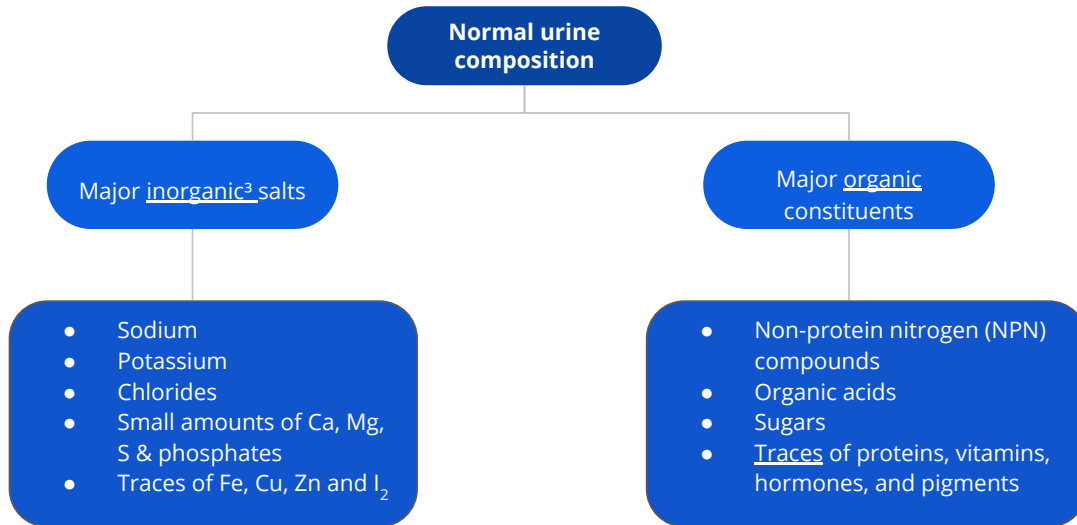 Normal urine
composition
Major inorganic³ salts
Major organic
constituents
● Sodium
● Potassium
● Chlorides
● Small amounts of Ca, Mg,
S & phosphates
● Traces of Fe, Cu, Zn and I₂
● Non-protein nitrogen (NPN)
compounds
● Organic acids
● Sugars
● Traces of proteins, vitamins,
hormones, and pigments